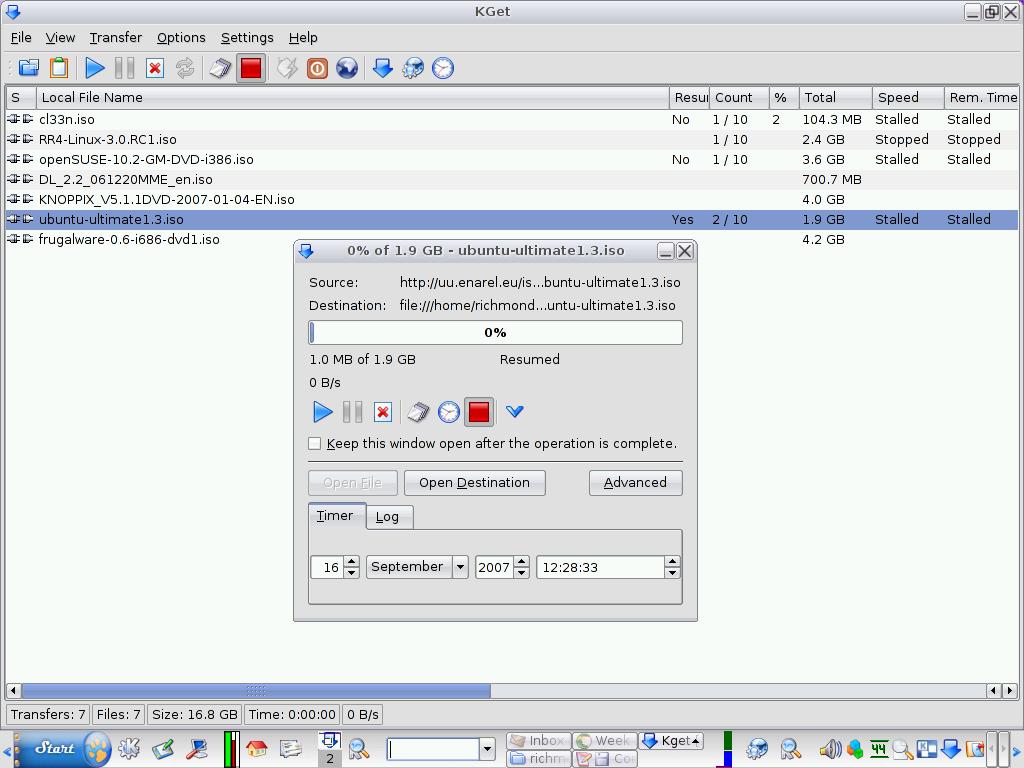 KGet
File View Transfer Options Settings Help
S Local File Name Resu Count % Total Speed Rem. Time
cl33n.iso No 1 / 10 2 104.3 MB Stalled Stalled
RR4-Linux-3.0.RC1.iso 1 / 10 2.4 GB Stopped Stopped
openSUSE-10.2-GM-DVD-i386.iso No 1 / 10 3.6 GB Stalled Stalled
DL_2.2_061220MME_en.iso 700.7 MB
KNOPPIX_V5.1.1DVD-2007-01-04-EN.iso 4.0 GB
ubuntu-ultimate1.3.iso Yes 2 / 10 1.9 GB Stalled Stalled
frugalware-0.6-i686-dvd1.iso 4.2 GB
0% of 1.9 GB - ubuntu-ultimate1.3.iso
Source: http://uu.enarel.eu/is...buntu-ultimate1.3.iso
Destination: file:///home/richmond...untu-ultimate1.3.iso
0%
1.0 MB of 1.9 GB Resumed
0 B/s
Keep this window open after the operation is complete.
Open File Open Destination Advanced
Timer Log
16 September 2007 12:28:33
Transfers: 7 Files: 7 Size: 16.8 GB Time: 0:00:00 0 B/s
Start 2 Inbox Week KGet 44
richm Co